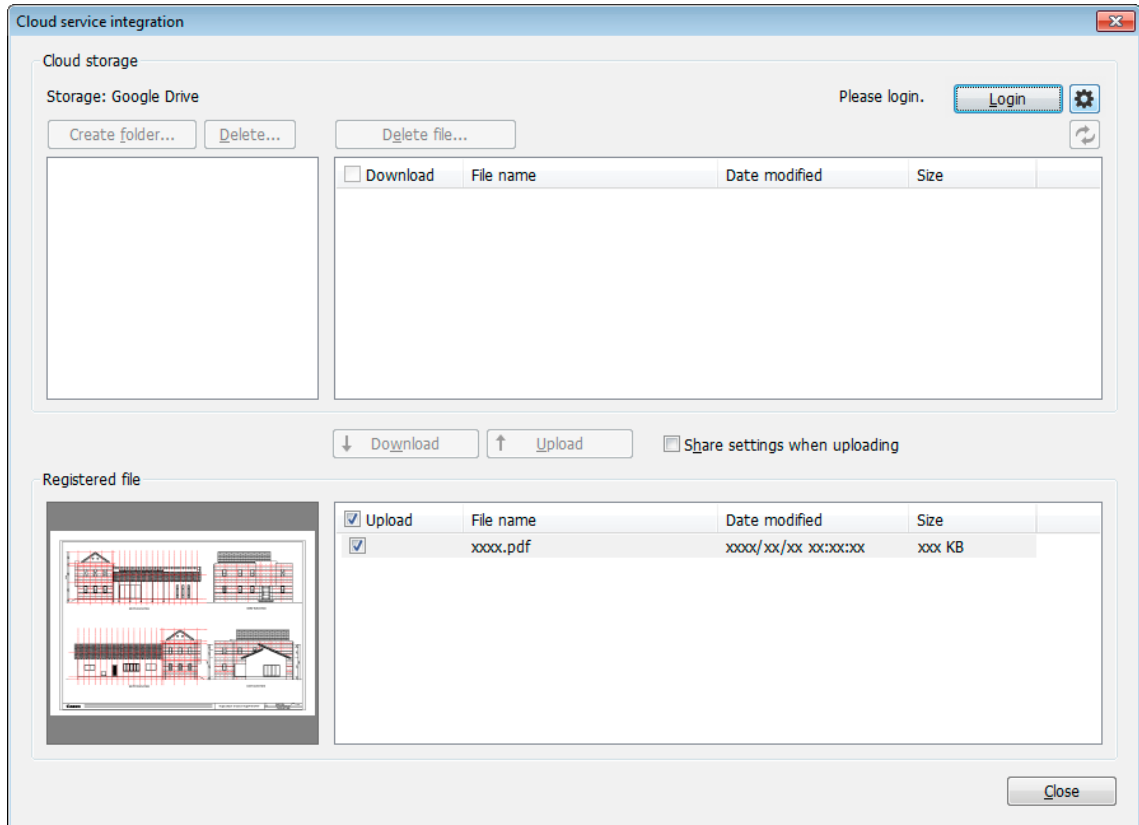 Cloud service integration
Cloud storage
Storage: Google Drive
Please login.
Login
Create folder...
Delete...
Delete file...
Download File name Date modified Size
Download
Upload
Share settings when uploading
Registered file
Upload File name Date modified Size
xxxx.pdf xxxx/xx/xx xx:xx:xx xxx KB
Canon
Close